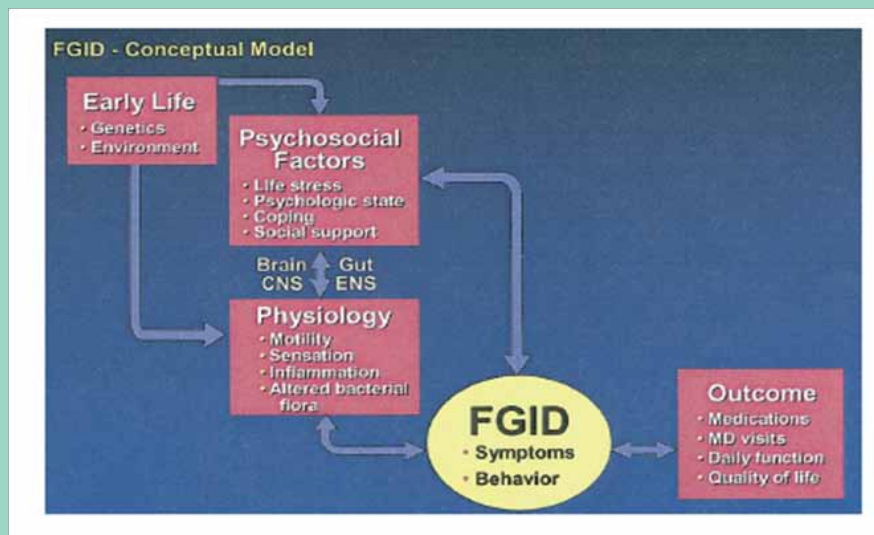 FGID - Conceptual Model
Early Life
• Genetics
• Environment
Psychosocial
Factors
• Life stress
• Psychologic state
• Coping
• Social support
Brain Gut
CNS ENS
Physiology
• Motility
• Sensation
• Inflammation
• Altered bacterial
flora
FGID
• Symptoms
• Behavior
Outcome
• Medications
• MD visits
• Daily function
• Quality of life